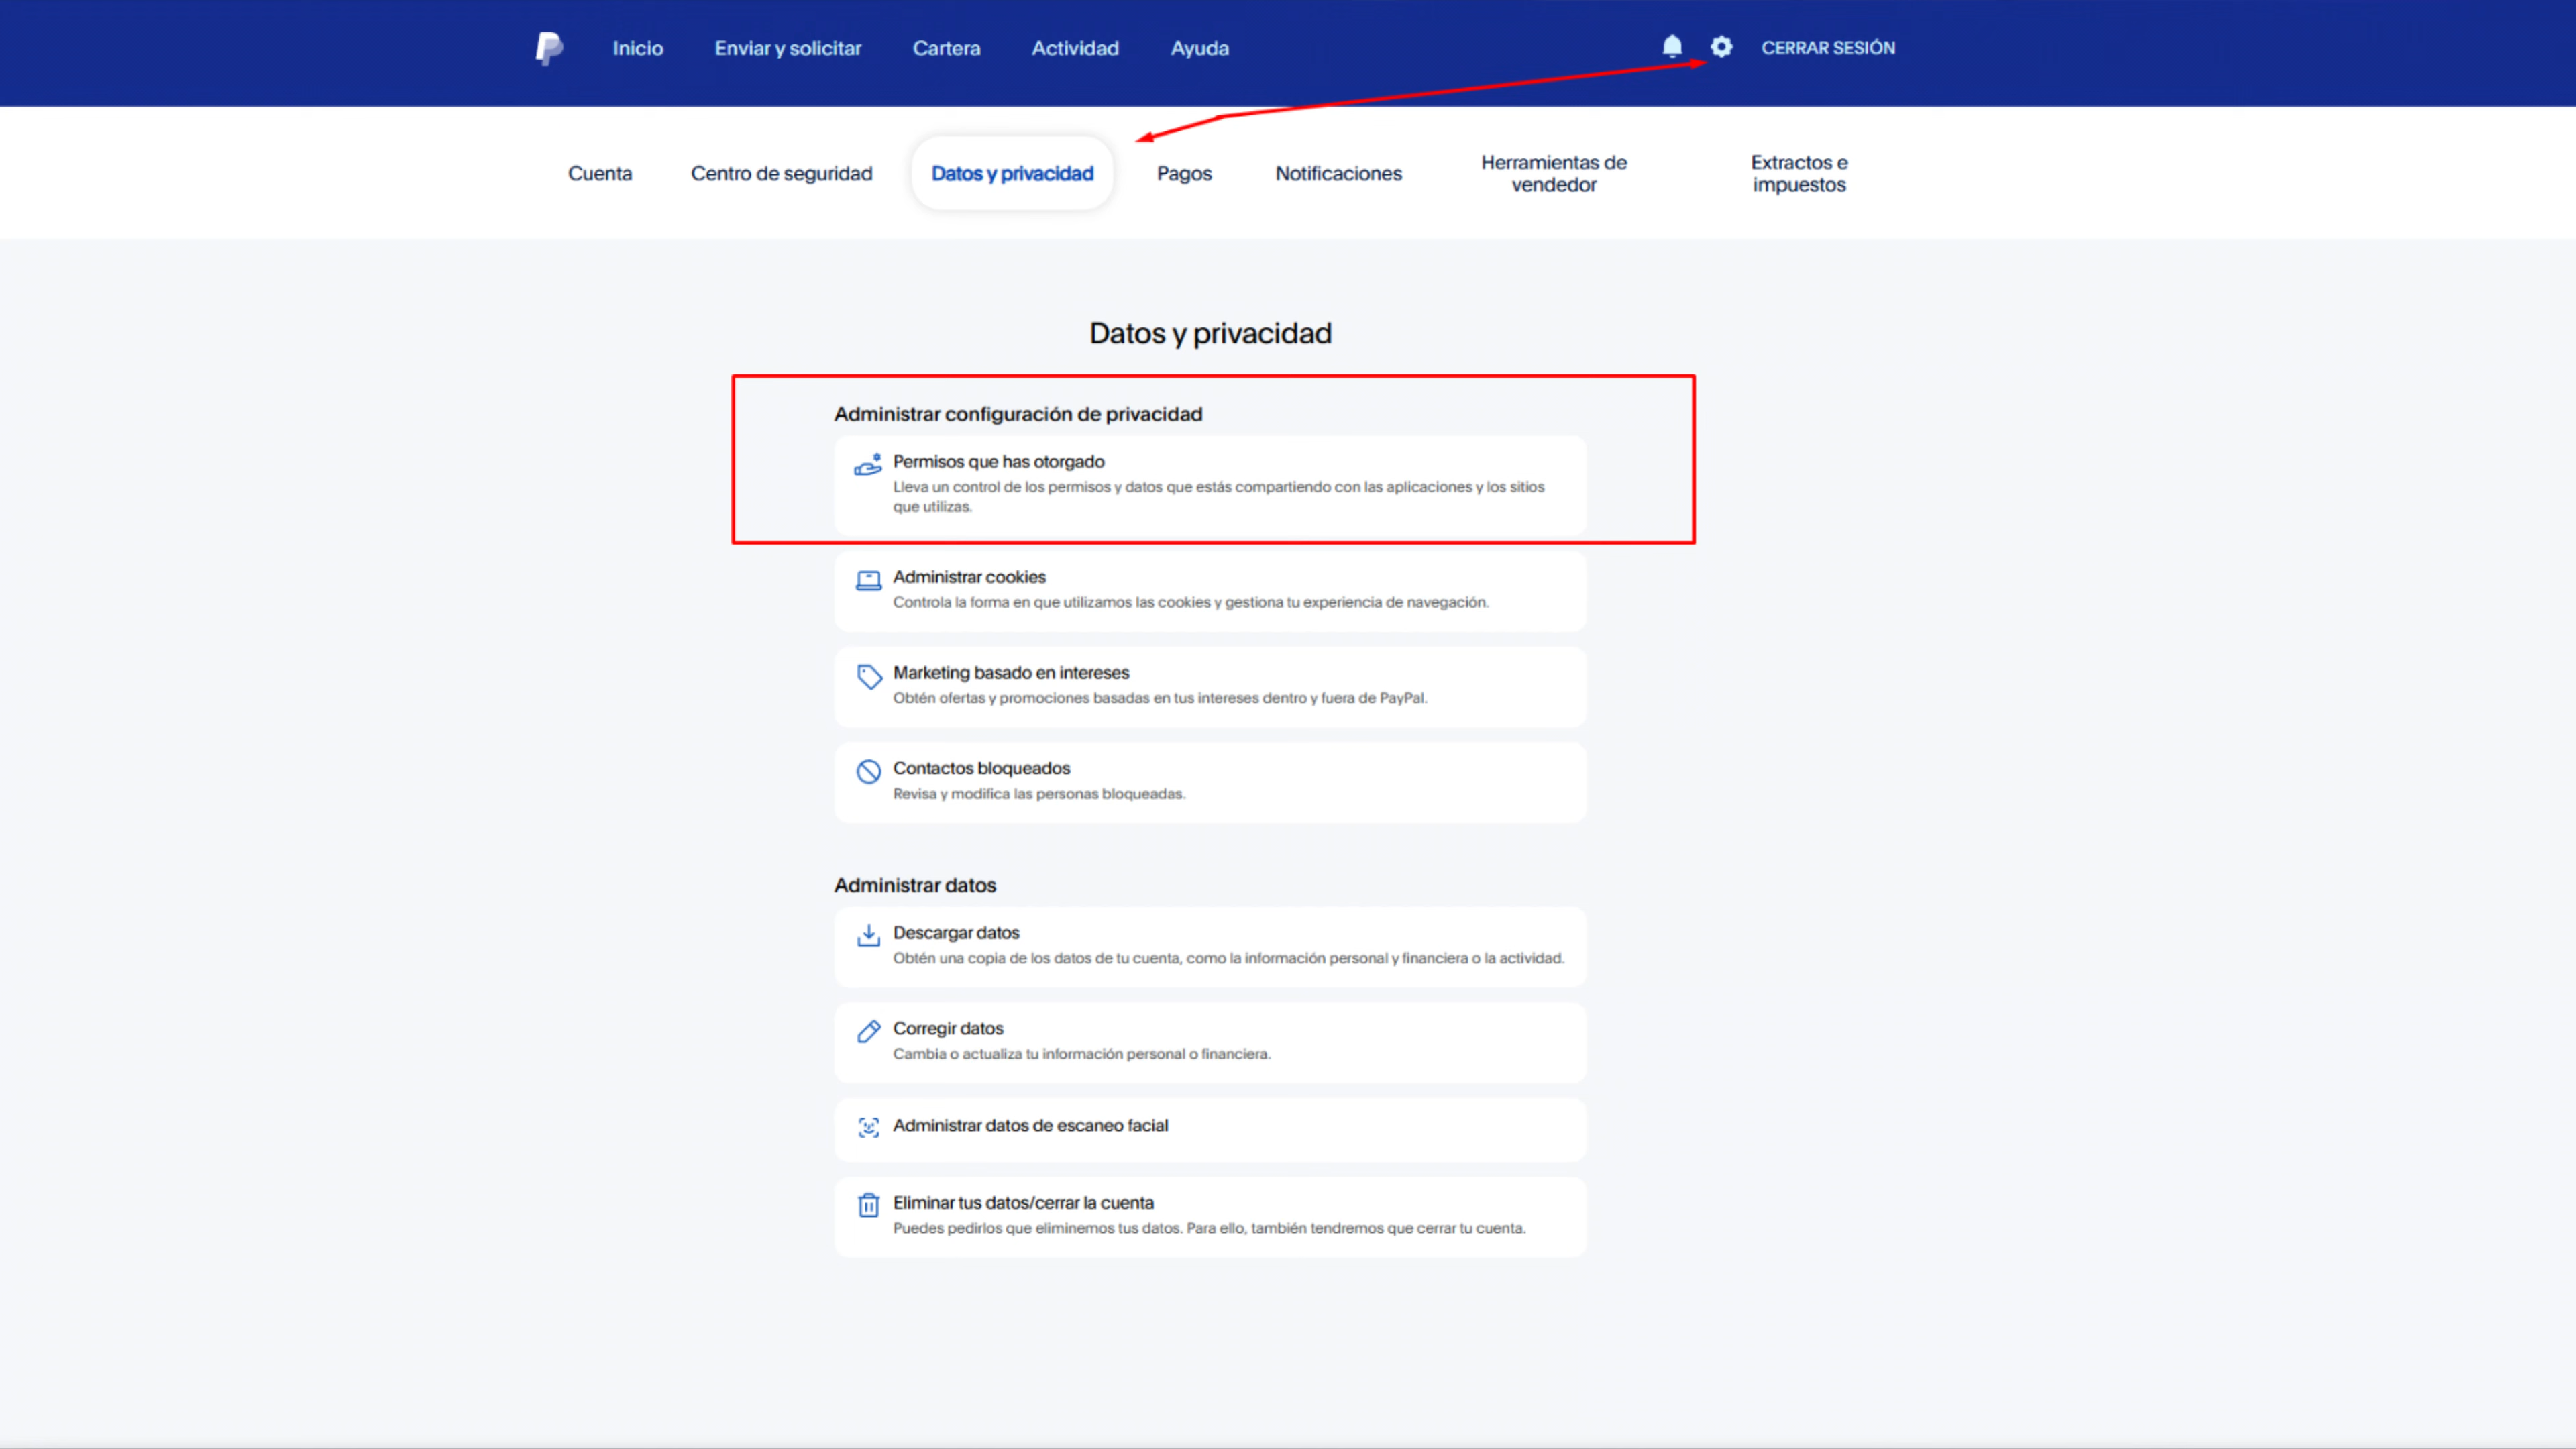 Inicio
Enviar y solicitar
Cartera
Actividad
Ayuda
CERRAR SESIÓN
Cuenta
Centro de seguridad
Datos y privacidad
Pagos
Notificaciones
Herramientas de
vendedor
Extractos e
impuestos
Datos y privacidad
Administrar configuración de privacidad
Permisos que has otorgado
Lleva un control de los permisos y datos que estás compartiendo con las aplicaciones y los sitios
que utilizas.
Administrar cookies
Controla la forma en que utilizamos las cookies y gestiona tu experiencia de navegación.
Marketing basado en intereses
Obtén ofertas y promociones basadas en tus intereses dentro y fuera de PayPal.
Contactos bloqueados
Revisa y modifica las personas bloqueadas.
Administrar datos
Descargar datos
Obtén una copia de los datos de tu cuenta, como la información personal y financiera o la actividad.
Corregir datos
Cambia o actualiza tu información personal o financiera.
Administrar datos de escaneo facial
Eliminar tus datos/cerrar la cuenta
Puedes pedirlos que eliminemos tus datos. Para ello, también tendremos que cerrar tu cuenta.